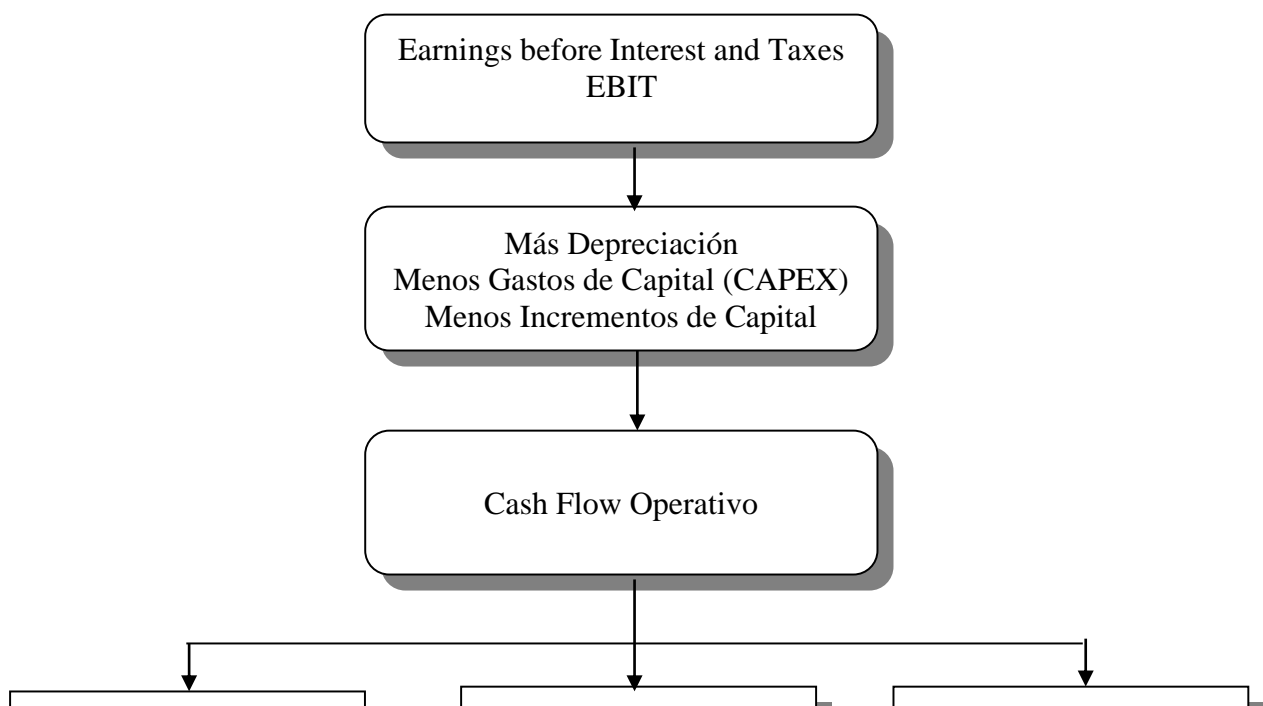 Earnings before Interest and Taxes
EBIT
Más Depreciación
Menos Gastos de Capital (CAPEX)
Menos Incrementos de Capital
Cash Flow Operativo